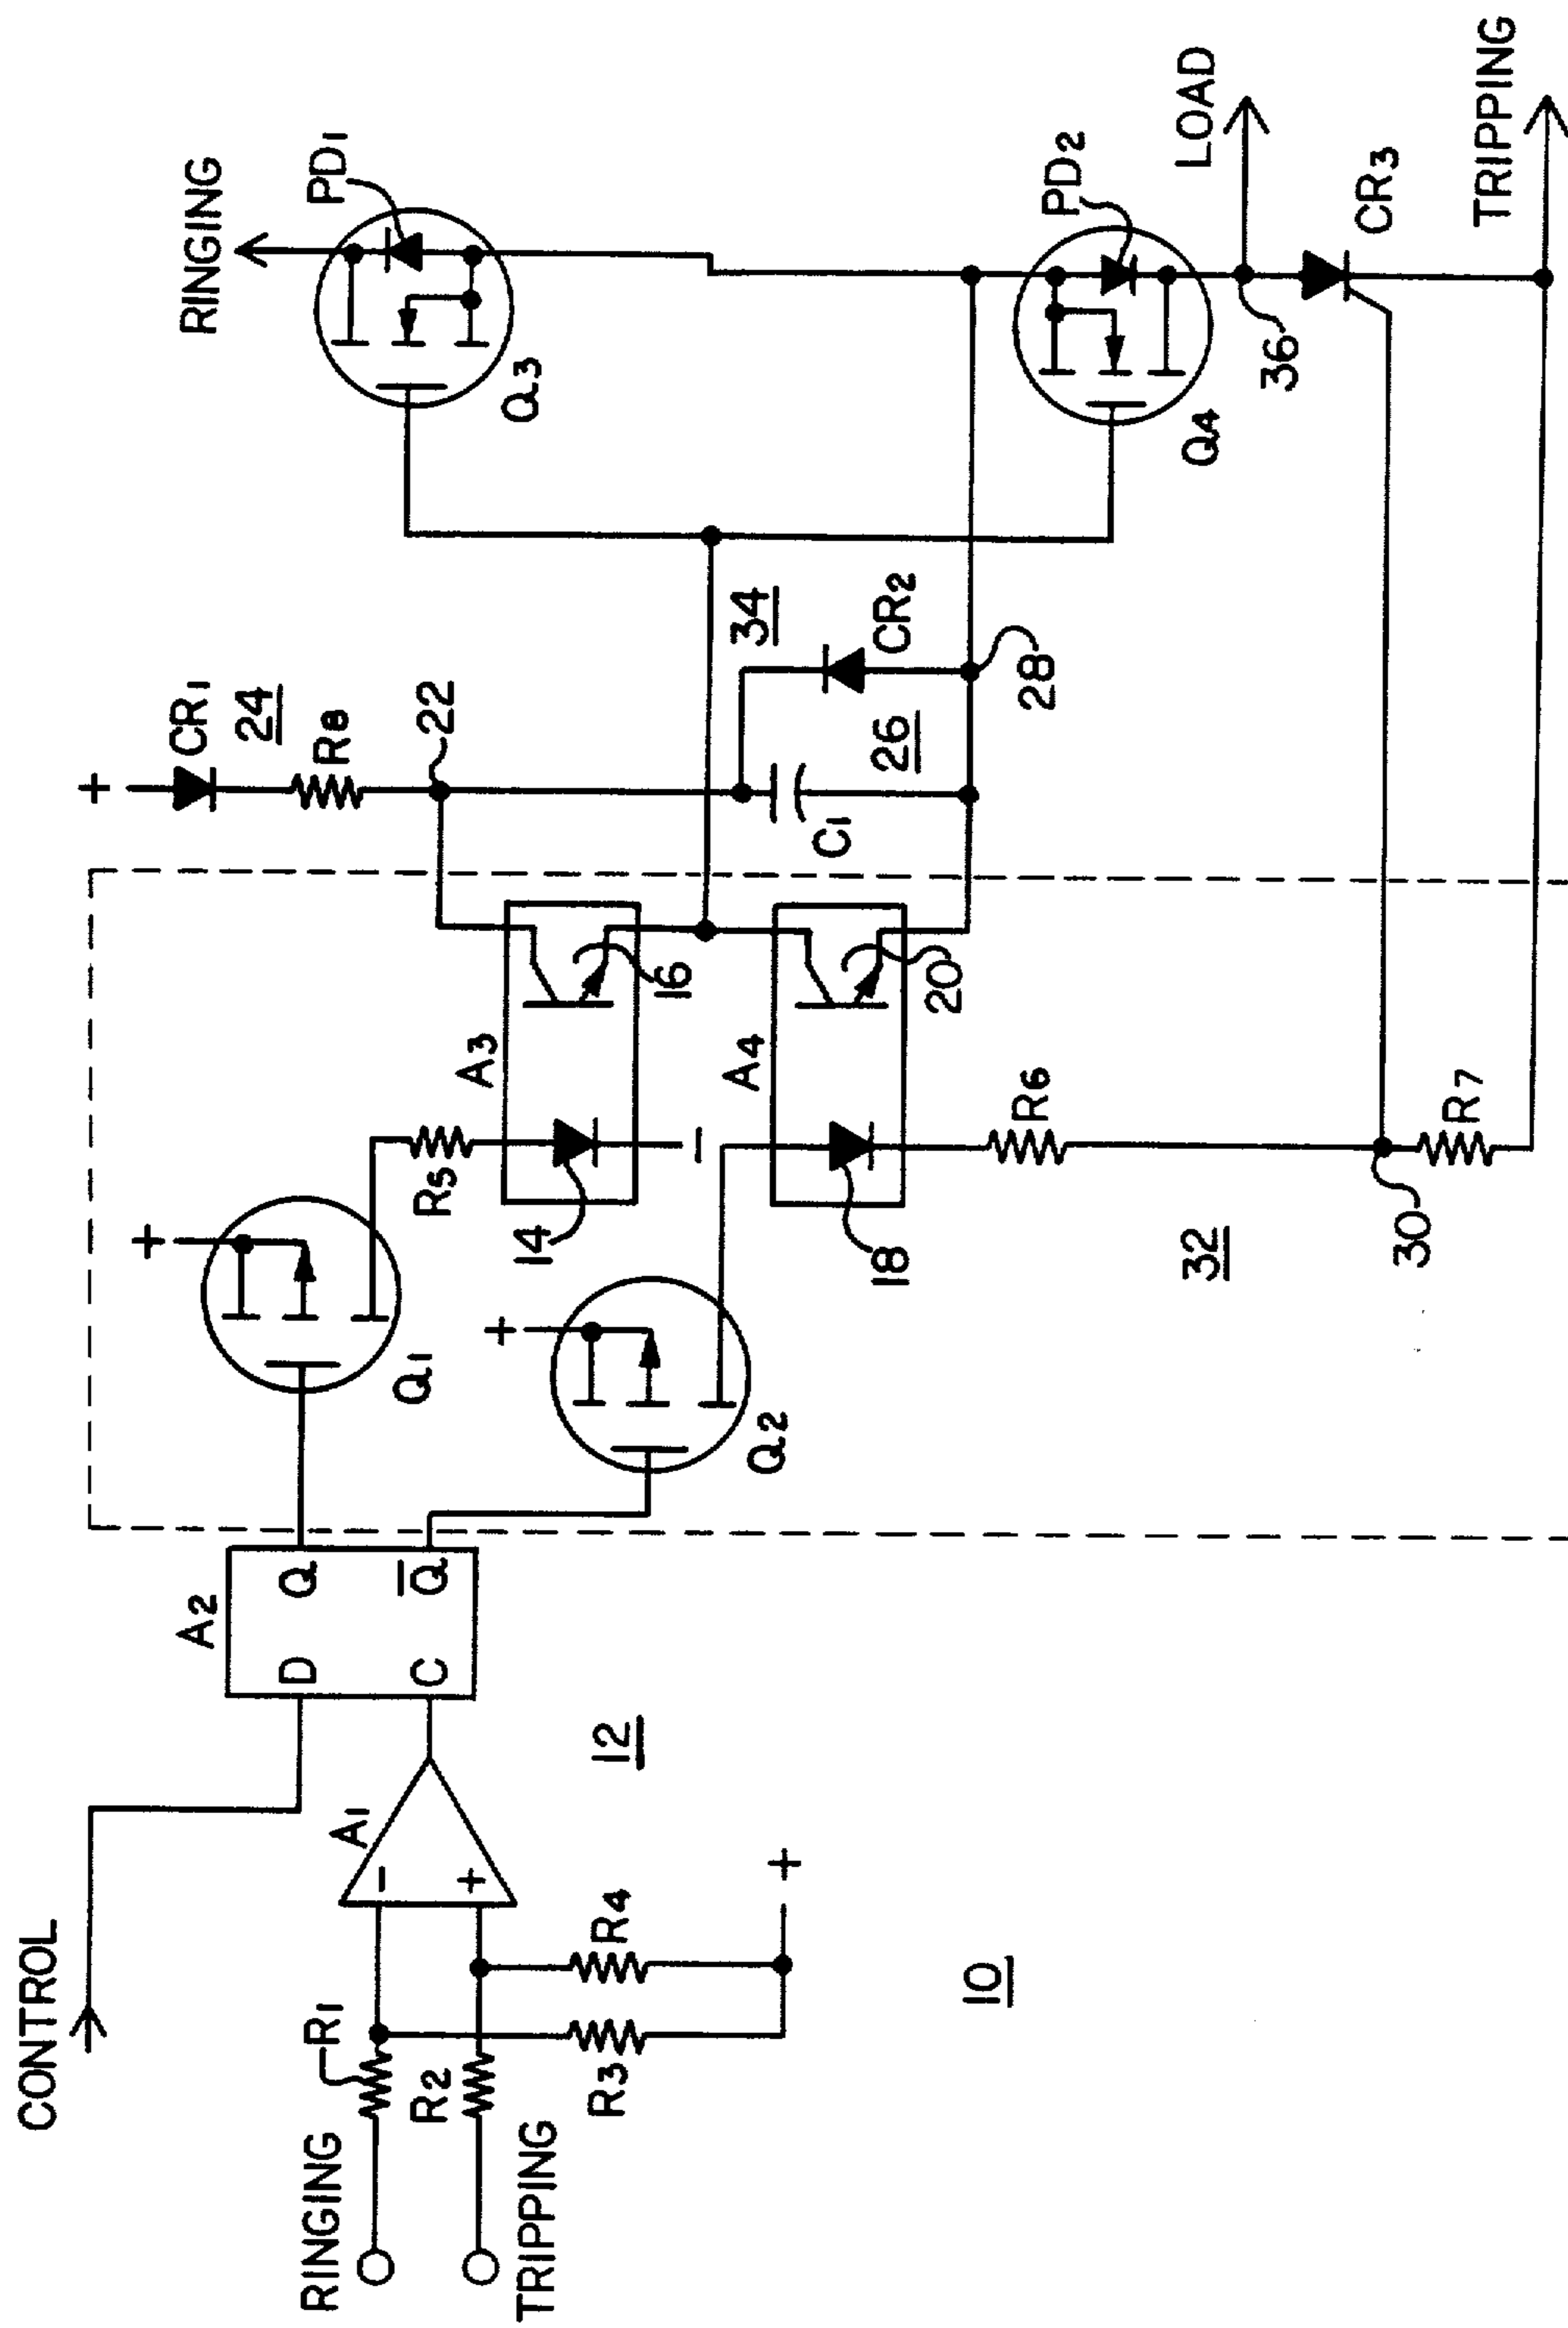 CONTROL
RINGING
R1
R2
TRIPPING
R3
R4
+
10
A1
−
+
12
A2
D
Q
C
Q̅
Q1
+
Q2
+
R5
14
A3
16
−
A4
18
20
R6
32
30
R7
+
CR1
24
R8
22
C1
26
34
CR2
28
RINGING
PD1
Q3
PD2
Q4
36
LOAD
CR3
TRIPPING